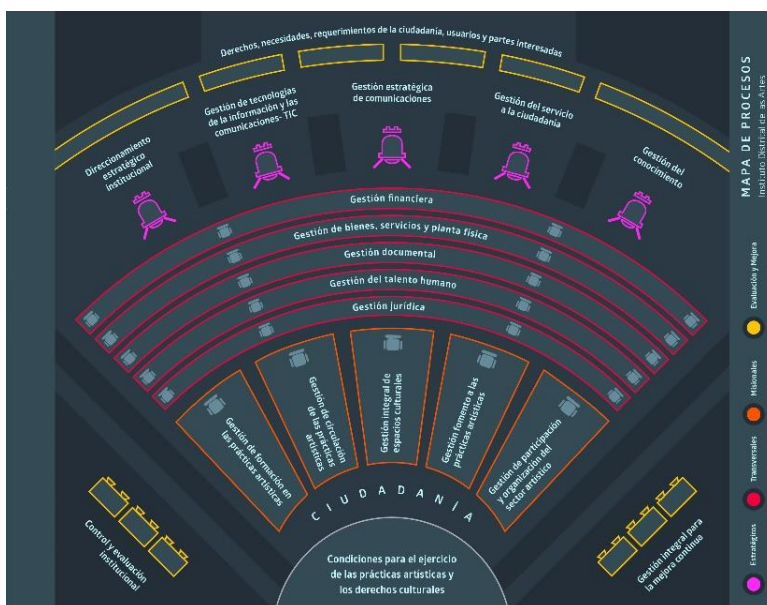 Derechos, necesidades, requerimientos de la ciudadanía, usuarios y partes interesadas
Direccionamiento
estratégico
institucional
Gestión de tecnologías
de la información y las
comunicaciones- TIC
Gestión estratégica
de comunicaciones
Gestión del servicio
a la ciudadanía
Gestión del
conocimiento
Gestión financiera
Gestión de bienes, servicios y planta física
Gestión documental
Gestión del talento humano
Gestión jurídica
Gestión de formación en
las prácticas artísticas
Gestión de circulación
de las prácticas
artísticas
Gestión integral de
espacios culturales
Gestión fomento a las
prácticas artísticas
Gestión de participación
y organización del
sector artístico
CIUDADANÍA
Condiciones para el ejercicio
de las prácticas artísticas y
los derechos culturales
Control y evaluación
institucional
Gestión integral para
la mejora continua
MAPA DE PROCESOS
Instituto Distrital de las Artes
Evaluación y Mejora
Misionales
Transversales
Estratégicos